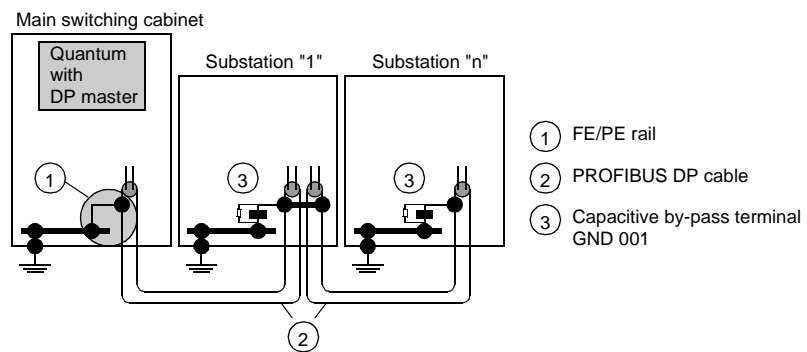 Main switching cabinet
Quantum
with
DP master
Substation "1"
Substation "n"
1
3
3
2
1 FE/PE rail
2 PROFIBUS DP cable
3 Capacitive by-pass terminal
GND 001